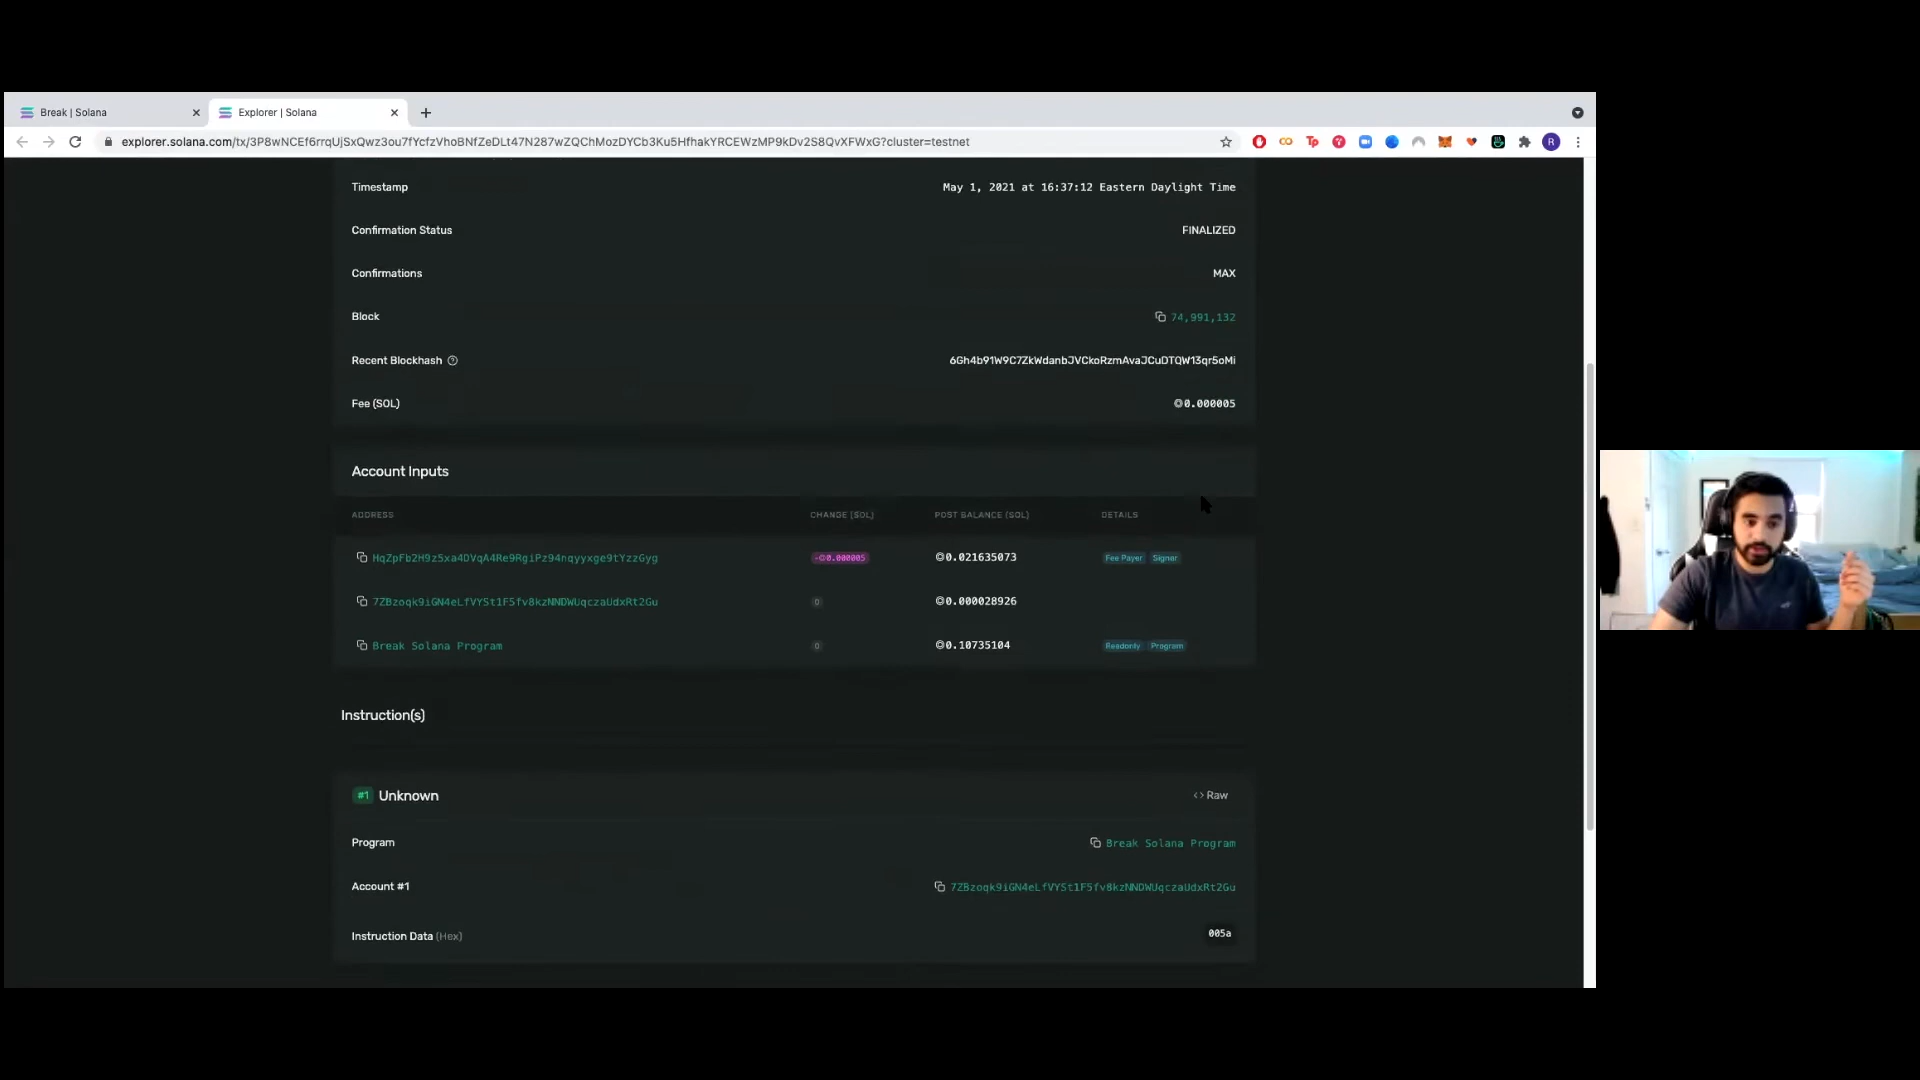 Break | Solana
Explorer | Solana
explorer.solana.com/tx/3P8wNCEf6rrqUjSxQwz3ou7fYcfzVhoBNfZeDLt47N287wZQChMozDYCb3Ku5HfhakYRCEWzMP9kDv2S8QvXFWxG?cluster=testnet
Tp
R
Timestamp May 1, 2021 at 16:37:12 Eastern Daylight Time
Confirmation Status FINALIZED
Confirmations MAX
Block 74,991,132
Recent Blockhash 6Gh4b91W9C7ZkWdanbJVCkoRzmAvaJCuDTQW13qr5oMi
Fee (SOL) ◎0.000005
Account Inputs
ADDRESS CHANGE (SOL) POST BALANCE (SOL) DETAILS
HqZpFb2H9z5xa4DVqA4Re9RgiPz94nqyyxge9tYzzGyg -◎0.000005 ◎0.021635073 Fee Payer Signer
7ZBzoqk9iGN4eLfVYSt1F5fv8kzNNDWUqczaUdxRt2Gu 0 ◎0.000028926
Break Solana Program 0 ◎0.10735104 Readonly Program
Instruction(s)
#1 Unknown <> Raw
Program Break Solana Program
Account #1 7ZBzoqk9iGN4eLfVYSt1F5fv8kzNNDWUqczaUdxRt2Gu
Instruction Data (Hex) 005a